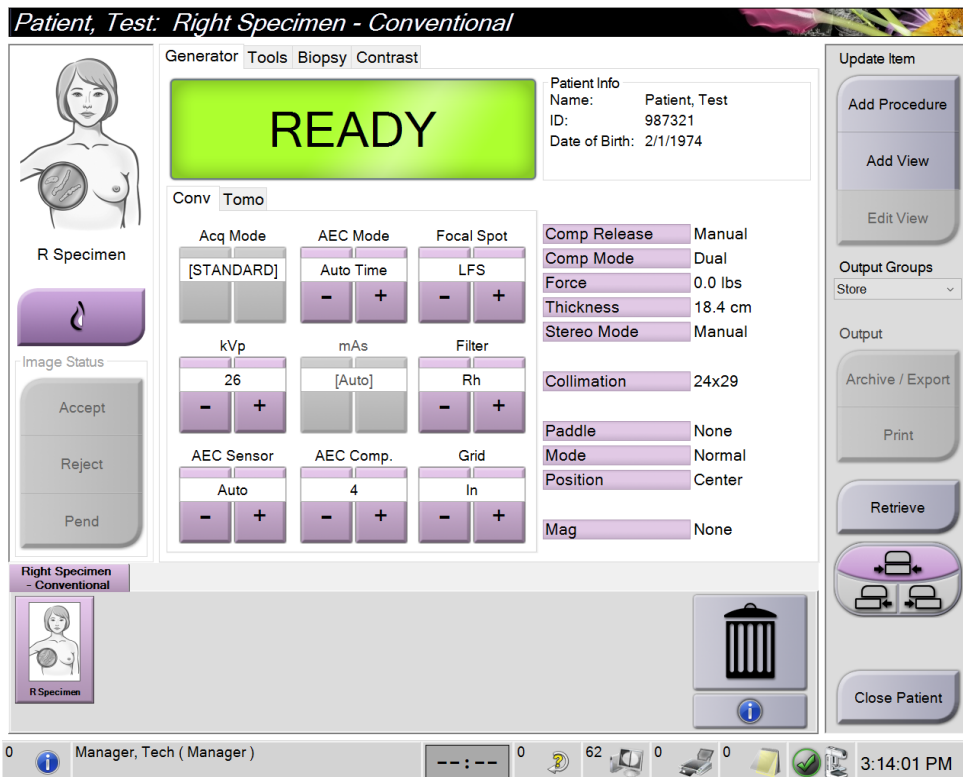 Patient, Test: Right Specimen - Conventional
Generator Tools Biopsy Contrast
READY
Patient Info
Name: Patient, Test
ID: 987321
Date of Birth: 2/1/1974
R Specimen
Image Status
Accept
Reject
Pend
Conv Tomo
Acq Mode AEC Mode Focal Spot
[STANDARD] Auto Time LFS
- + - +
kVp mAs Filter
26 [Auto] Rh
- + - +
AEC Sensor AEC Comp. Grid
Auto 4 In
- + - + - +
Comp Release Manual
Comp Mode Dual
Force 0.0 lbs
Thickness 18.4 cm
Stereo Mode Manual
Collimation 24x29
Paddle None
Mode Normal
Position Center
Mag None
Update Item
Add Procedure
Add View
Edit View
Output Groups
Store
Output
Archive / Export
Print
Retrieve
Close Patient
Right Specimen
- Conventional
R Specimen
0 Manager, Tech ( Manager ) --:-- 0 62 0 0 3:14:01 PM